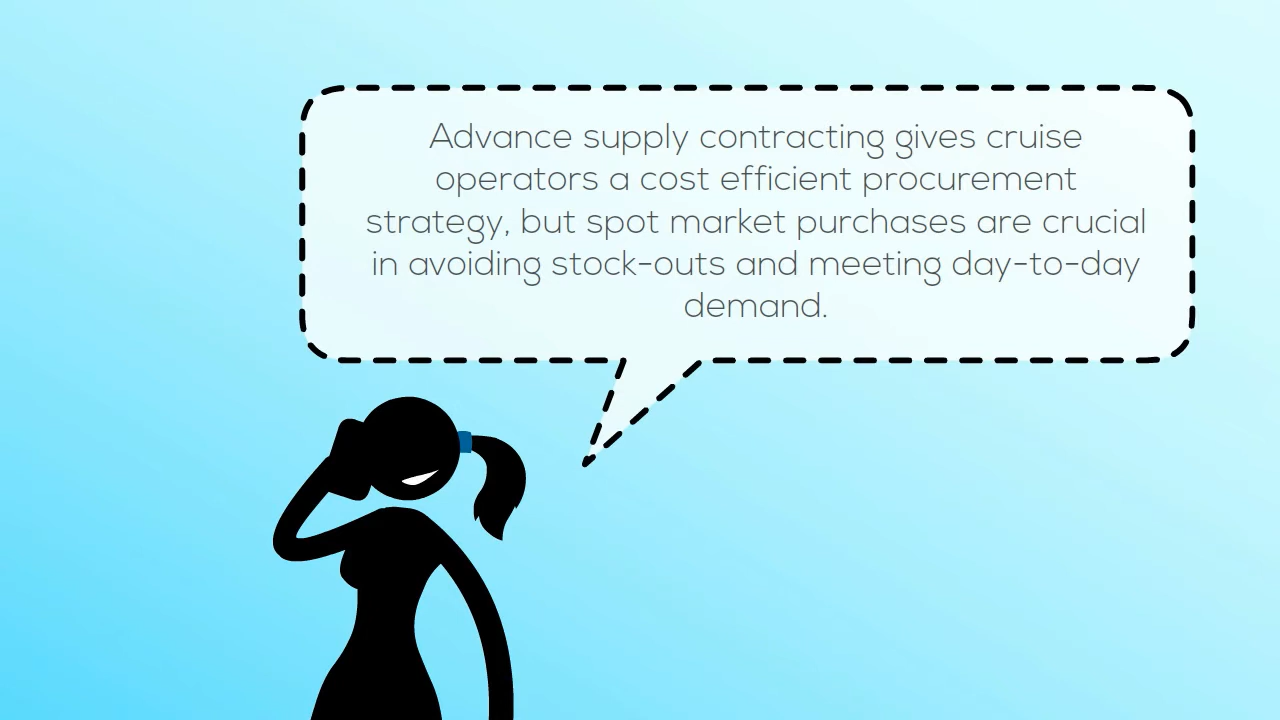 Advance supply contracting gives cruise
operators a cost efficient procurement
strategy, but spot market purchases are crucial
in avoiding stock-outs and meeting day-to-day
demand.